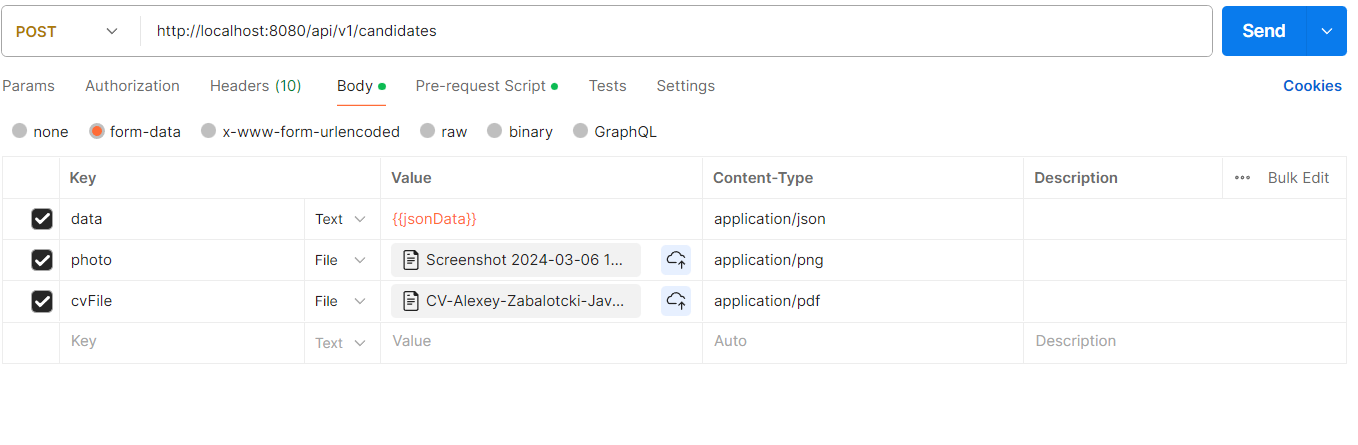 POST http://localhost:8080/api/v1/candidates Send
Params Authorization Headers (10) Body Pre-request Script Tests Settings Cookies
none form-data x-www-form-urlencoded raw binary GraphQL
Key Value Content-Type Description ••• Bulk Edit
data Text {{jsonData}} application/json
photo File Screenshot 2024-03-06 1... application/png
cvFile File CV-Alexey-Zabalotcki-Jav... application/pdf
Key Text Value Auto Description